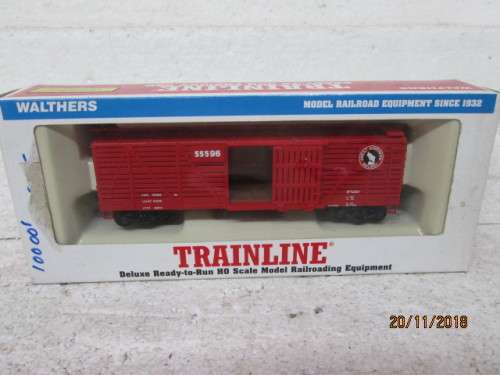 TRAINLINE
WALTHERS
MODEL RAILROAD EQUIPMENT SINCE 1932
55596
100001
TRAINLINE®
Deluxe Ready-to-Run HO Scale Model Railroading Equipment
20/11/2018